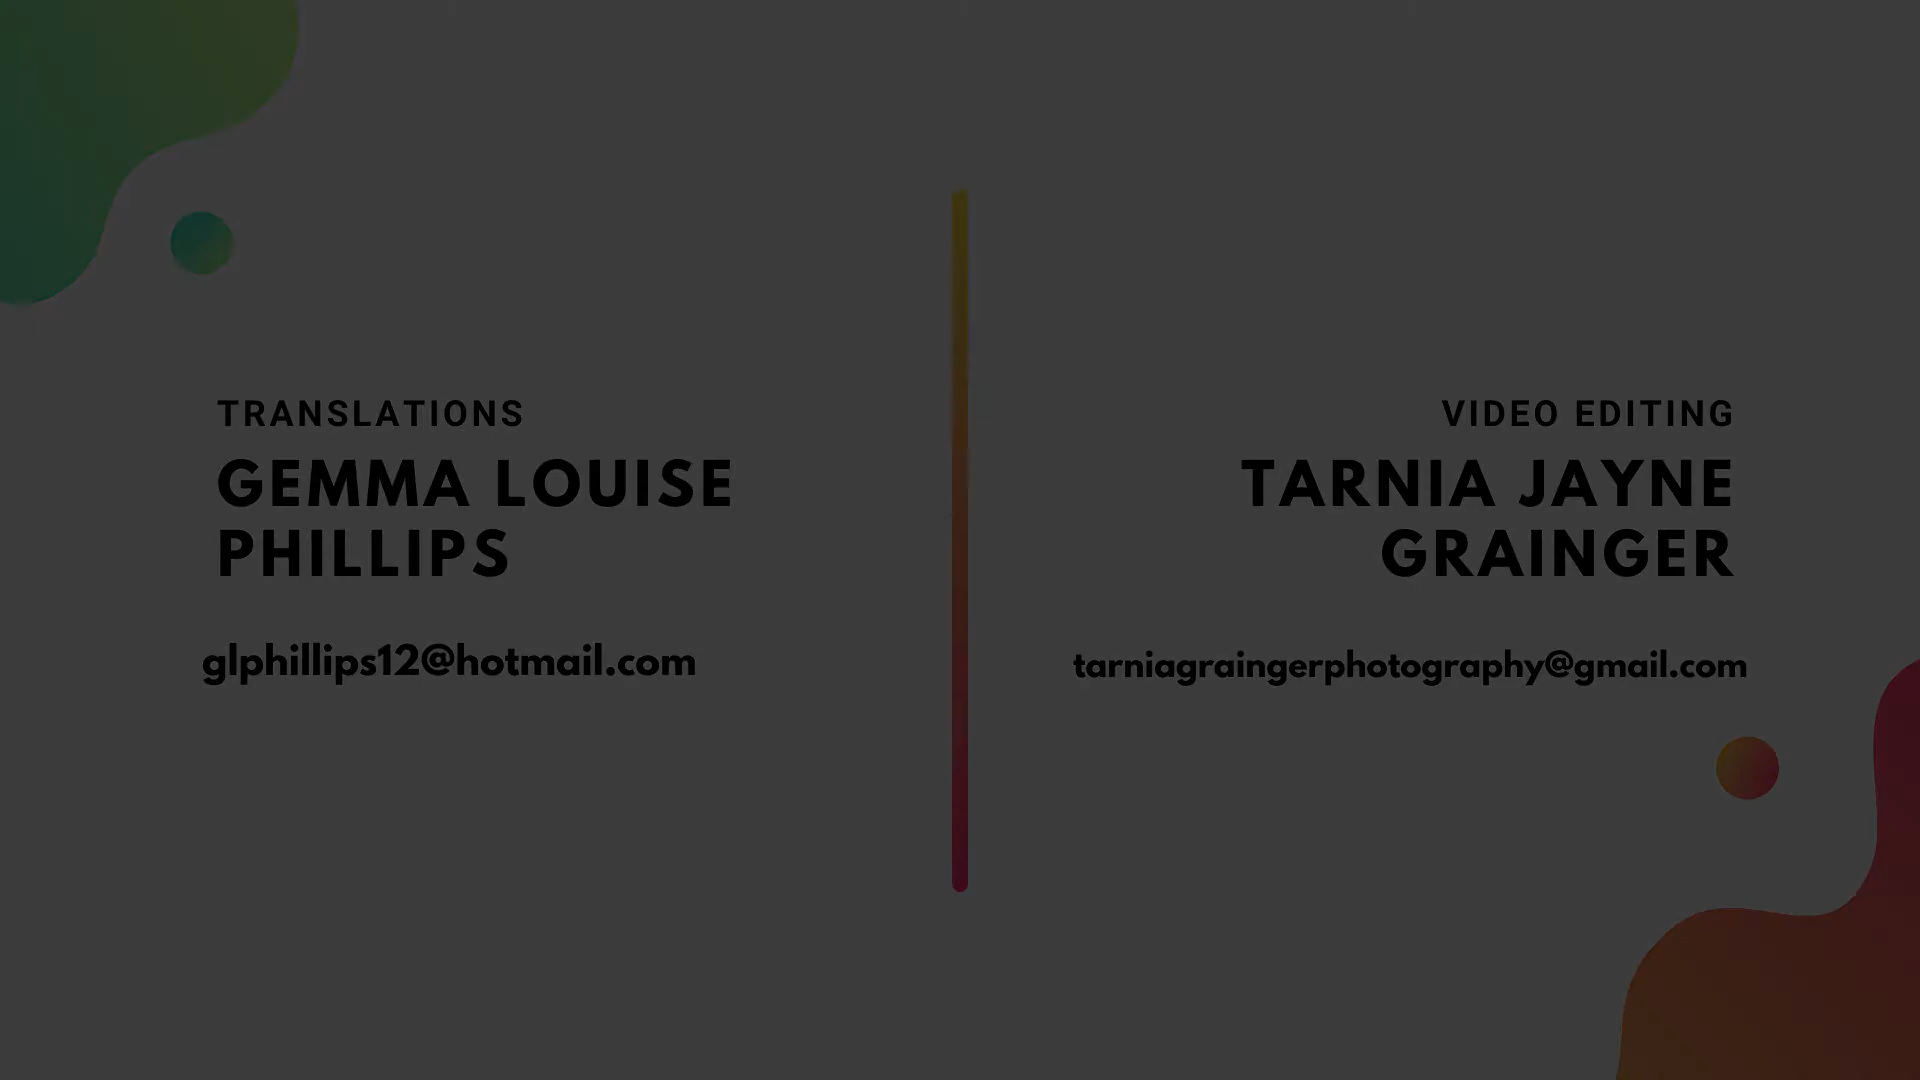 TRANSLATIONS
GEMMA LOUISE
PHILLIPS
glphillips12@hotmail.com
VIDEO EDITING
TARNIA JAYNE
GRAINGER
tarniagraingerphotography@gmail.com